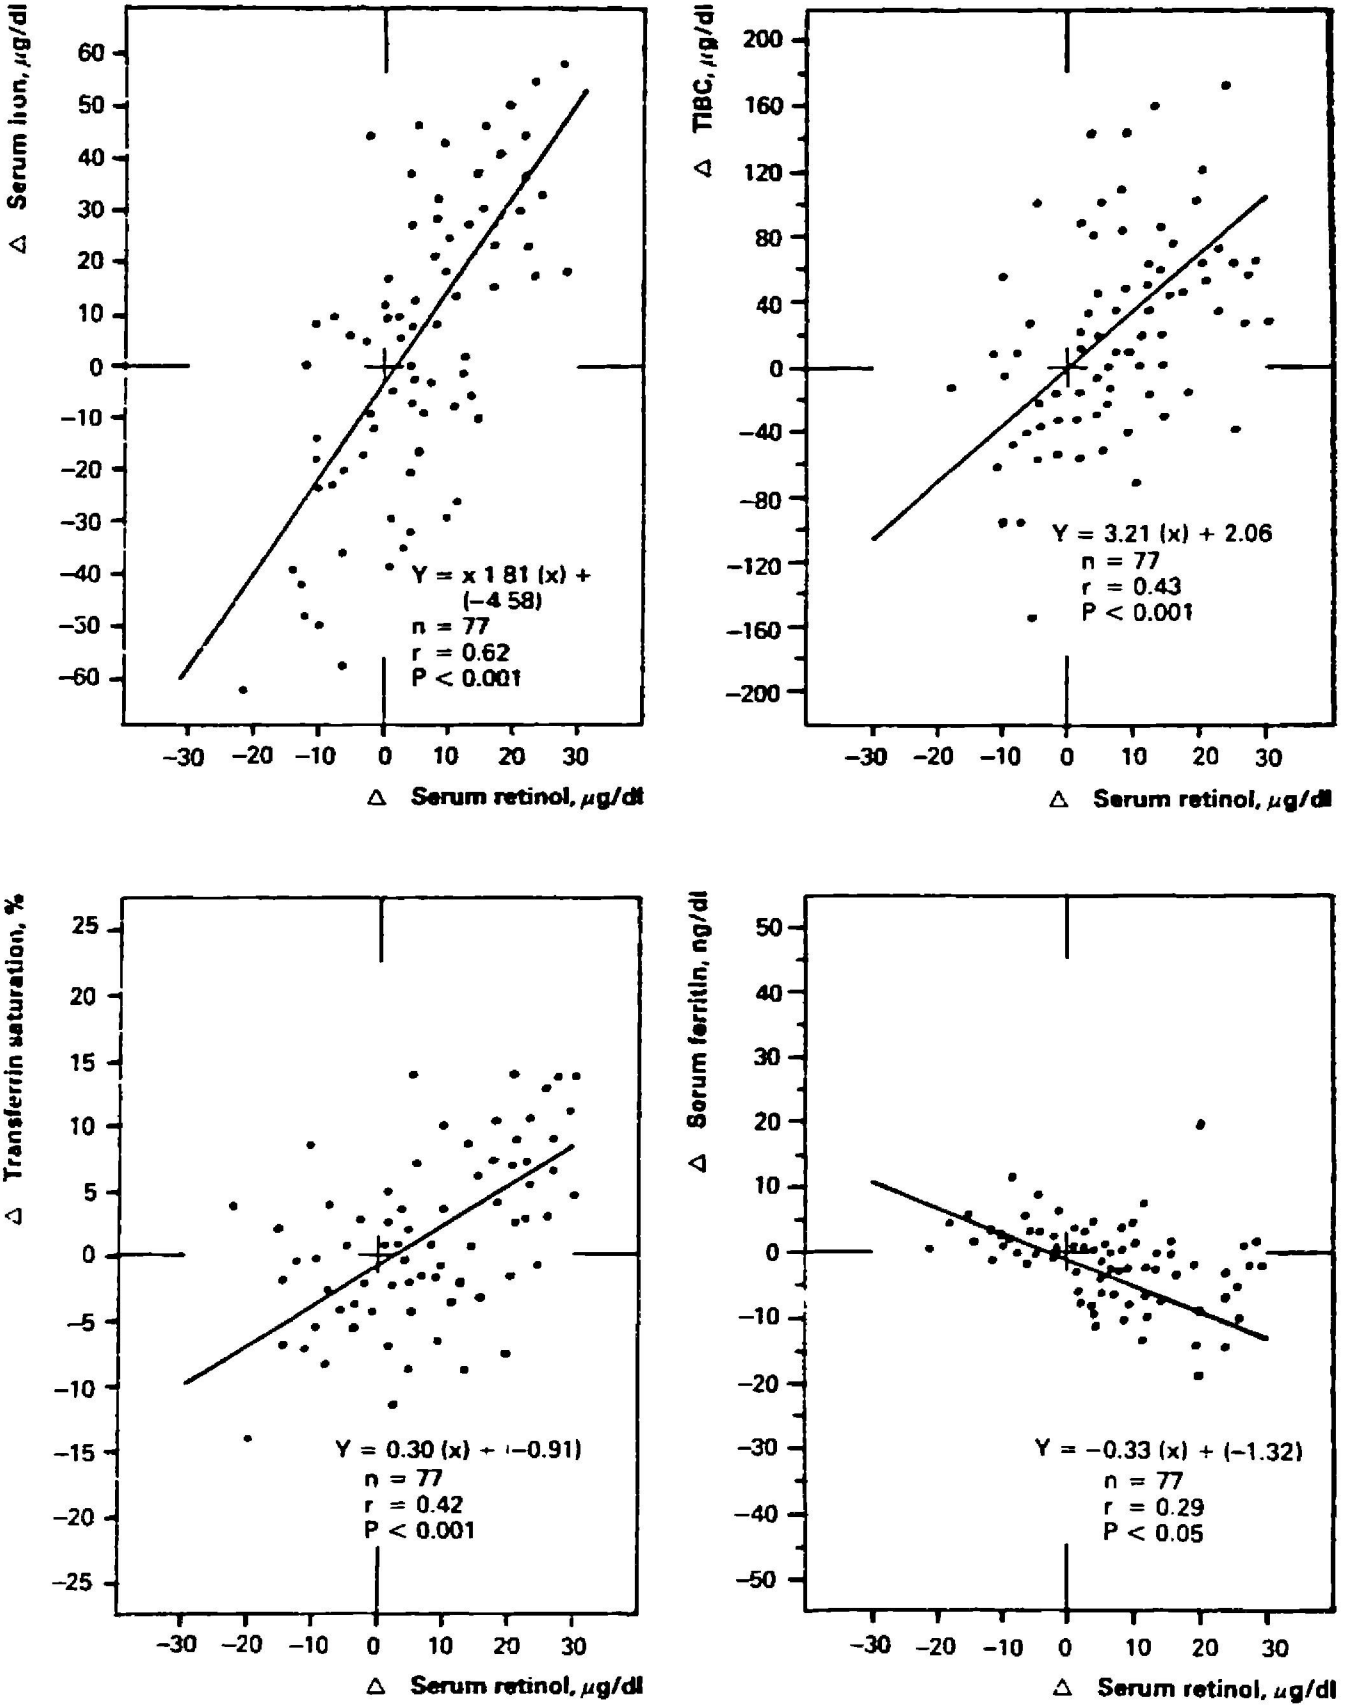 Δ Serum iron, µg/dl
60
50
40
30
20
10
0
−10
−20
−30
−40
−50
−60
Y = x 1 81 (x) +
(−4 58)
n = 77
r = 0.62
P < 0.001
−30 −20 −10 0 10 20 30
Δ Serum retinol, µg/dl
Δ TIBC, µg/dl
200
160
120
80
40
0
−40
−80
−120
−160
−200
Y = 3.21 (x) + 2.06
n = 77
r = 0.43
P < 0.001
−30 −20 −10 0 10 20 30
Δ Serum retinol, µg/dl
Δ Transferrin saturation, %
25
20
15
10
5
0
−5
−10
−15
−20
−25
Y = 0.30 (x) + (−0.91)
n = 77
r = 0.42
P < 0.001
−30 −20 −10 0 10 20 30
Δ Serum retinol, µg/dl
Δ Serum ferritin, ng/dl
50
40
30
20
10
0
−10
−20
−30
−40
−50
Y = −0.33 (x) + (−1.32)
n = 77
r = 0.29
P < 0.05
−30 −20 −10 0 10 20 30
Δ Serum retinol, µg/dl